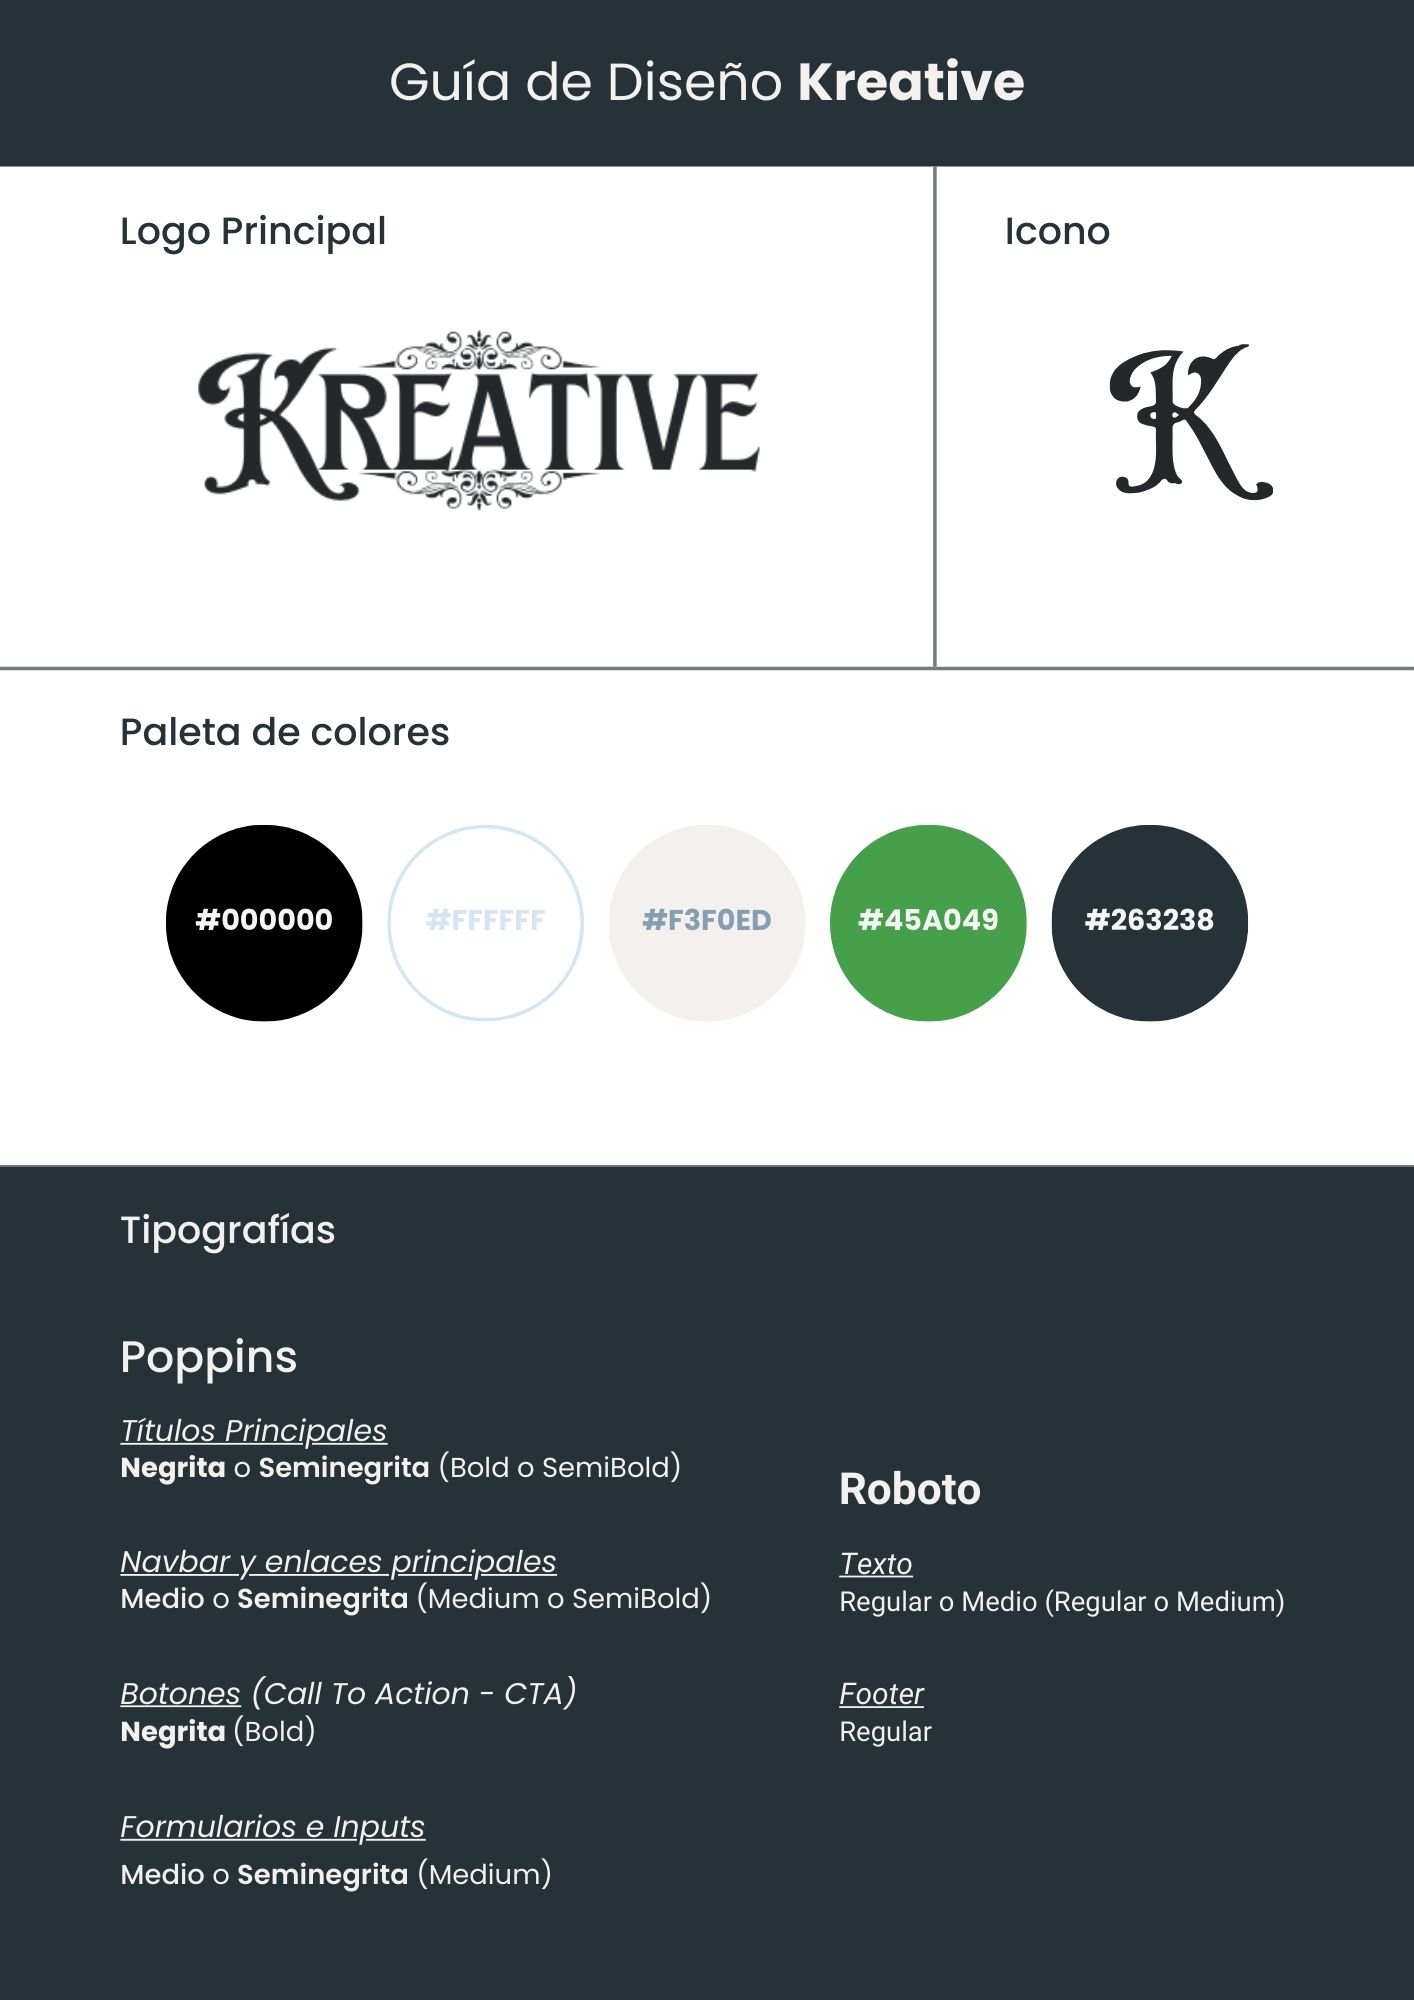 Guía de Diseño Kreative
Logo Principal
Icono
KREATIVE
K
Paleta de colores
#000000
#FFFFFF
#F3F0ED
#45A049
#263238
Tipografías
Poppins
Títulos Principales
Negrita o Seminegrita (Bold o SemiBold)
Navbar y enlaces principales
Medio o Seminegrita (Medium o SemiBold)
Botones (Call To Action - CTA)
Negrita (Bold)
Formularios e Inputs
Medio o Seminegrita (Medium)
Roboto
Texto
Regular o Medio (Regular o Medium)
Footer
Regular